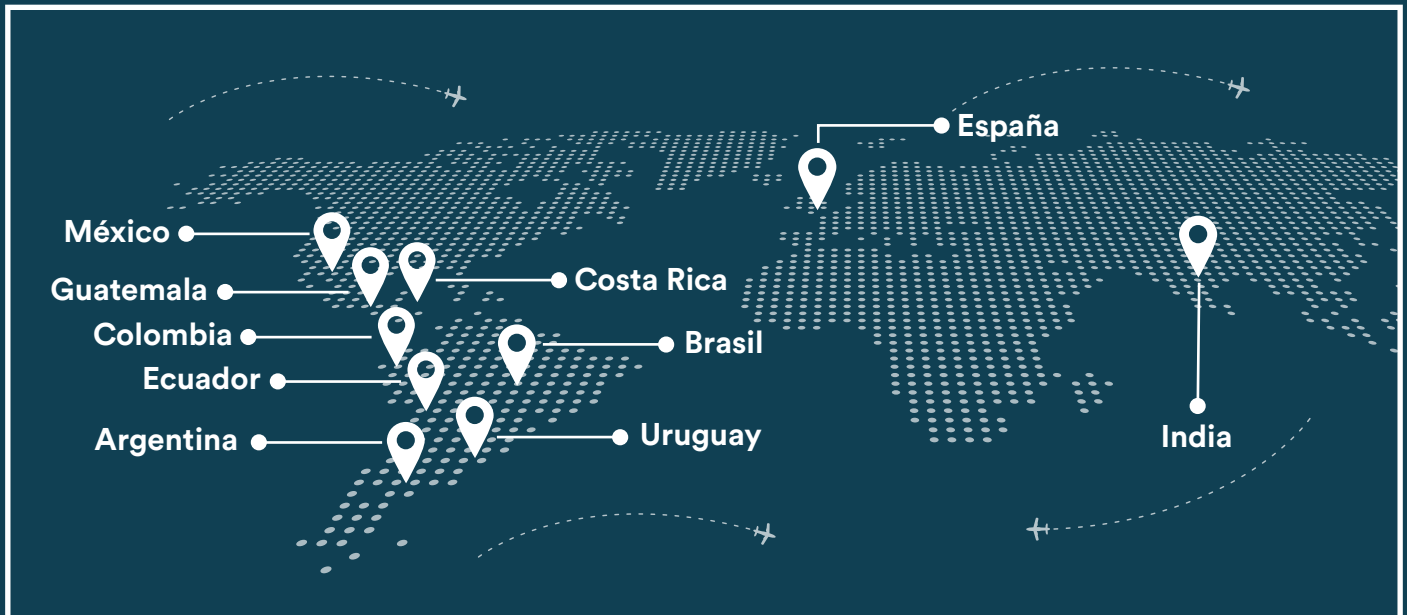 España
México
Costa Rica
Guatemala
Colombia
Brasil
Ecuador
Argentina
Uruguay
India